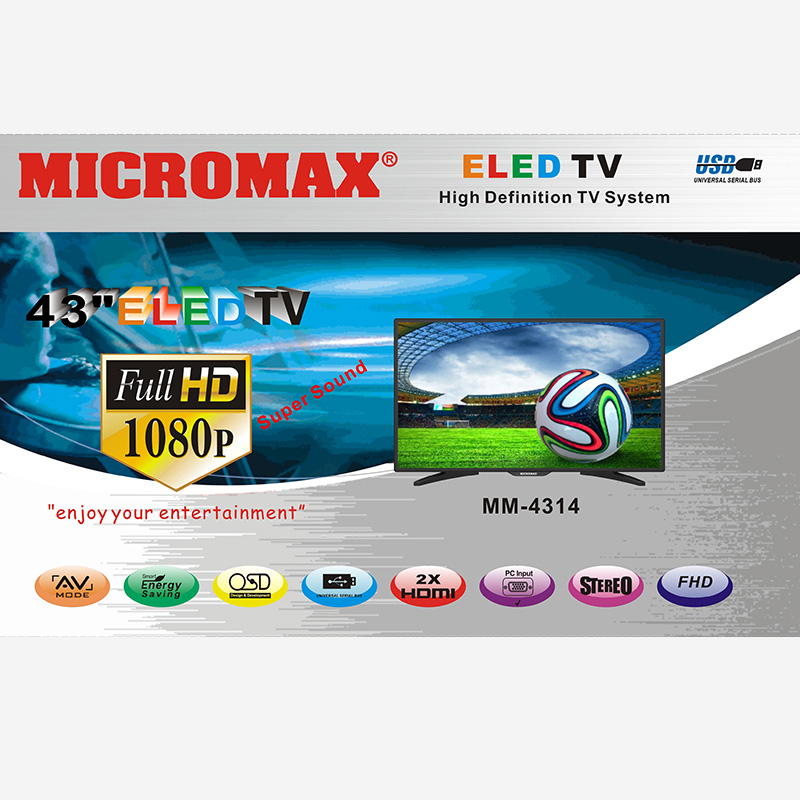 MICROMAX®
ELED TV
High Definition TV System
USB
UNIVERSAL SERIAL BUS
43"ELED TV
Full HD
1080P
Super Sound
MICROMAX
MM-4314
"enjoy your entertainment"
AV
MODE
Smart
Energy
Saving
OSD
Design & Development
UNIVERSAL SERIAL BUS
2X
HDMI
PC Input
STEREO
FHD